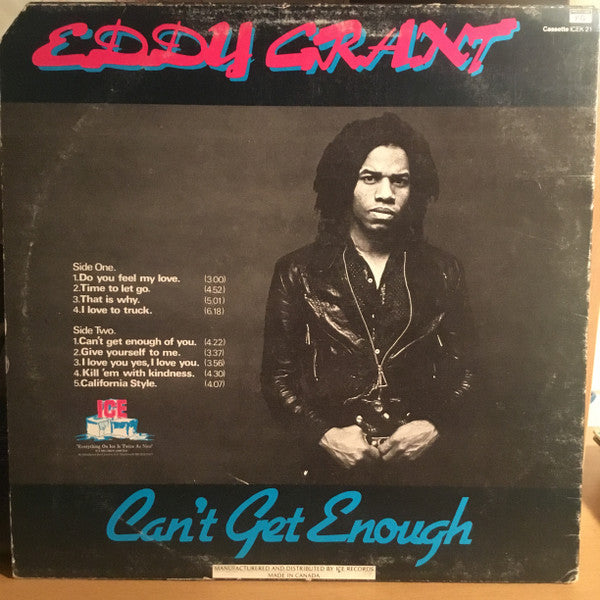 EDDY GRANT
Cassette ICEK 21
Side One.
1.Do you feel my love. (3:00)
2.Time to let go. (4.52)
3.That is why. (5.01)
4.I love to truck. (6.18)
Side Two.
1.Can't get enough of you. (4:22)
2.Give yourself to me. (3.37)
3.I love you yes, I love you. (3:56)
4.Kill 'em with kindness. (4.30)
5.California Style. (4:07)
ICE
"Everything On Ice Is Twice As Nice"
Can't Get Enough
MANUFACTURERED AND DISTRIBUTED BY ICE RECORDS
MADE IN CANADA